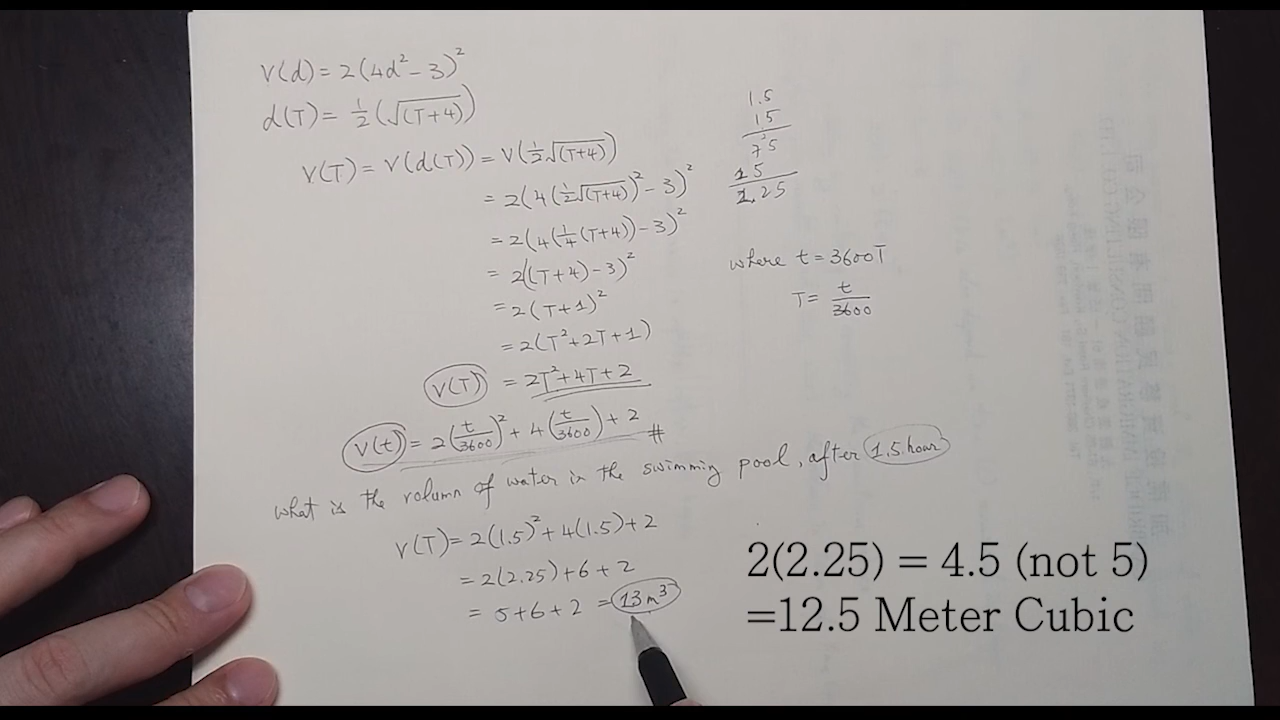 V(d) = 2(4d² - 3)²
d(T) = ½(√(T+4))
V(T) = V(d(T)) = V(½√(T+4))
= 2(4(½√(T+4))² - 3)²
= 2(4(¼(T+4)) - 3)²
= 2((T+4) - 3)²
= 2(T+1)²
= 2(T²+2T+1)
V(T) = 2T²+4T+2
V(t) = 2(t/3600)² + 4(t/3600) + 2 #
1.5
15
75
15
2.25
where t = 3600T
T = t/3600
what is the volumn of water in the swimming pool, after 1.5 hour
V(T) = 2(1.5)² + 4(1.5) + 2
= 2(2.25) + 6 + 2
= 5 + 6 + 2 = 13m³
2(2.25) = 4.5 (not 5)
=12.5 Meter Cubic